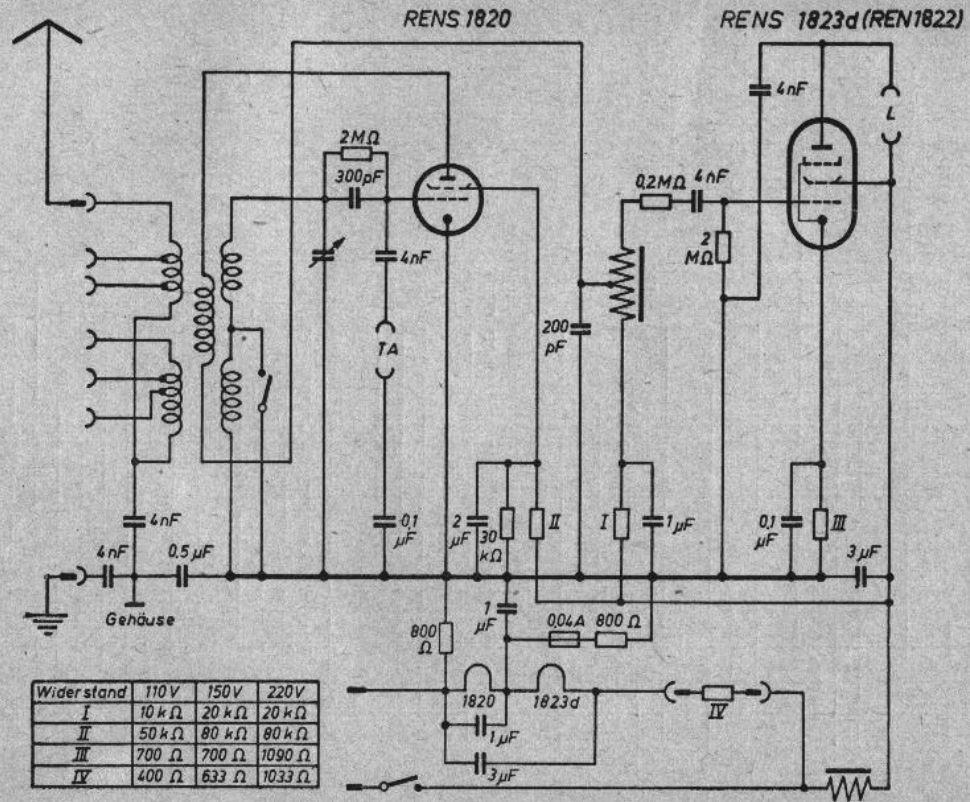 RENS 1820
RENS 1823d (REN1822)
4nF
L
2MΩ
300pF
0,2MΩ
4nF
4nF
2
MΩ
TA
200
pF
4nF
0,1
μF
2
μF
30
kΩ
II
I
1μF
0,1
μF
III
3μF
4nF
0,5μF
Gehäuse
800
Ω
1
μF
0,04A
800 Ω
1820
1823d
IV
1μF
3μF
Widerstand 110V 150V 220V
I 10kΩ 20kΩ 20kΩ
II 50kΩ 80kΩ 80kΩ
III 700 Ω 700 Ω 1090 Ω
IV 400 Ω 633 Ω 1033 Ω